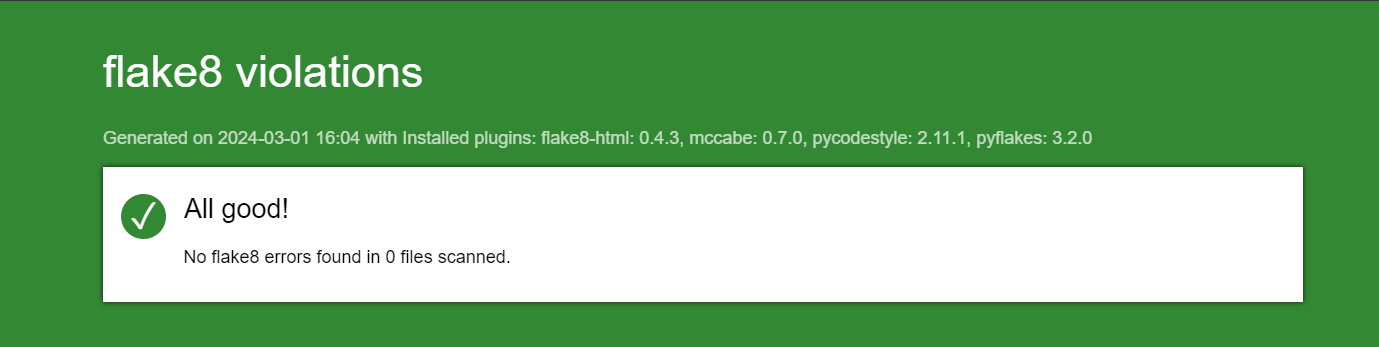 flake8 violations
Generated on 2024-03-01 16:04 with Installed plugins: flake8-html: 0.4.3, mccabe: 0.7.0, pycodestyle: 2.11.1, pyflakes: 3.2.0
All good!
No flake8 errors found in 0 files scanned.